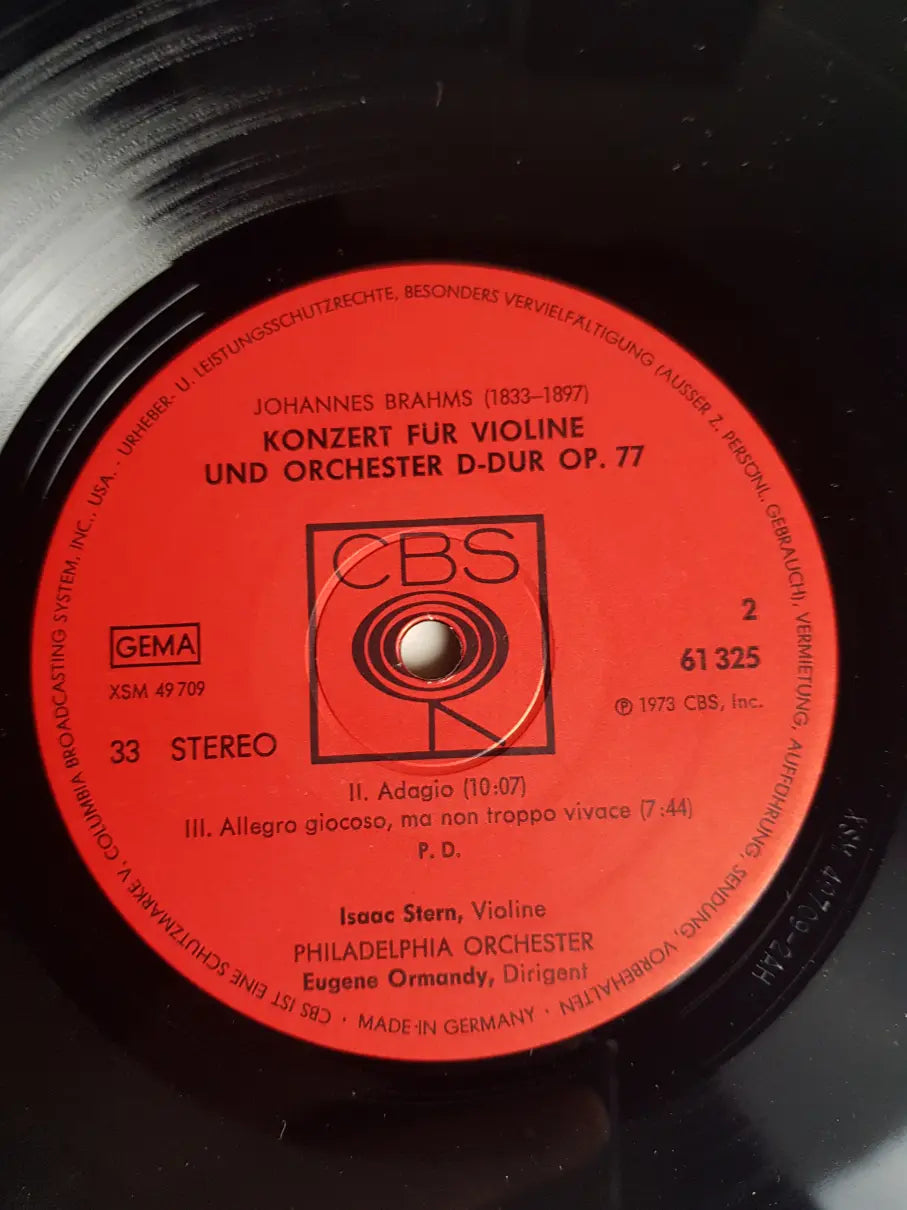 JOHANNES BRAHMS (1833–1897)
KONZERT FÜR VIOLINE
UND ORCHESTER D-DUR OP. 77
CBS
GEMA
XSM 49 709
33 STEREO
2
61 325
℗ 1973 CBS, Inc.
II. Adagio (10:07)
III. Allegro giocoso, ma non troppo vivace (7:44)
P. D.
Isaac Stern, Violine
PHILADELPHIA ORCHESTER
Eugene Ormandy, Dirigent
CBS IST EINE SCHUTZMARKE V. COLUMBIA BROADCASTING SYSTEM, INC., USA. · URHEBER- U. LEISTUNGSSCHUTZRECHTE, BESONDERS VERVIELFÄLTIGUNG (AUSSER Z. PERSÖNL. GEBRAUCH), VERMIETUNG, AUFFÜHRUNG, SENDUNG, VORBEHALTEN · MADE·IN GERMANY ·
XSM 49709-2AH